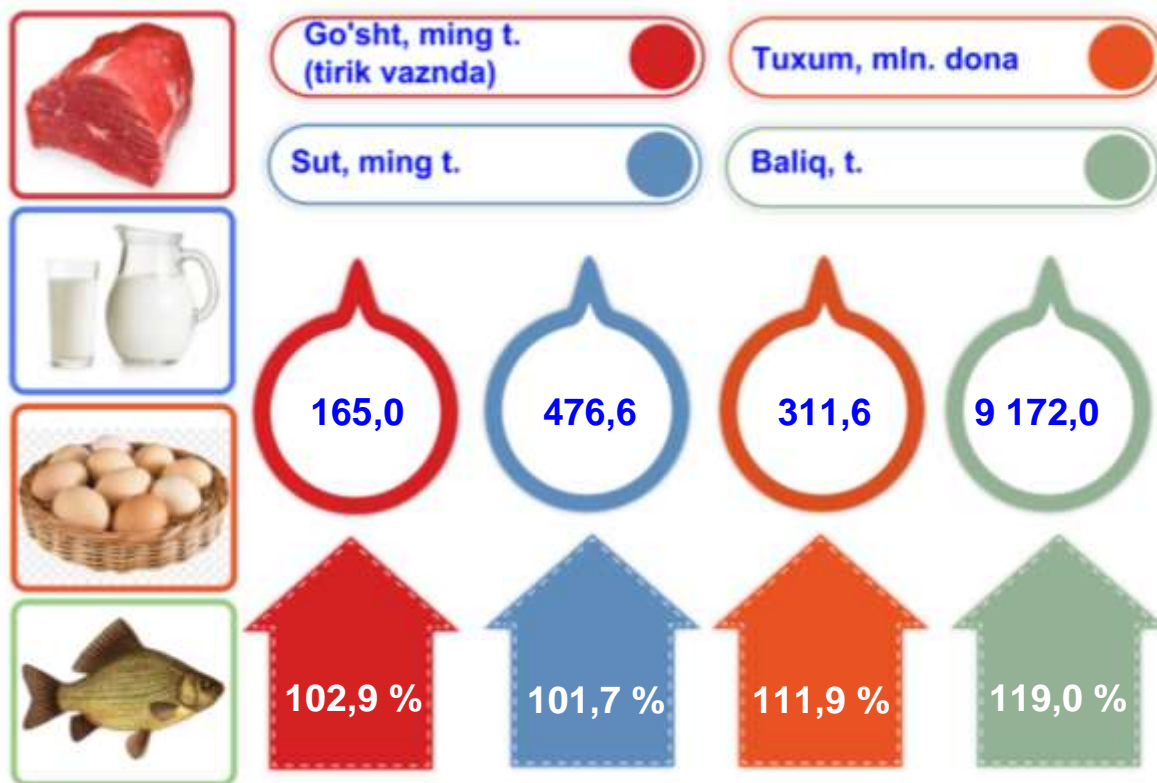 Go'sht, ming t.
(tirik vaznda)
Tuxum, mln. dona
Sut, ming t.
Baliq, t.
165,0
476,6
311,6
9 172,0
102,9 %
101,7 %
111,9 %
119,0 %